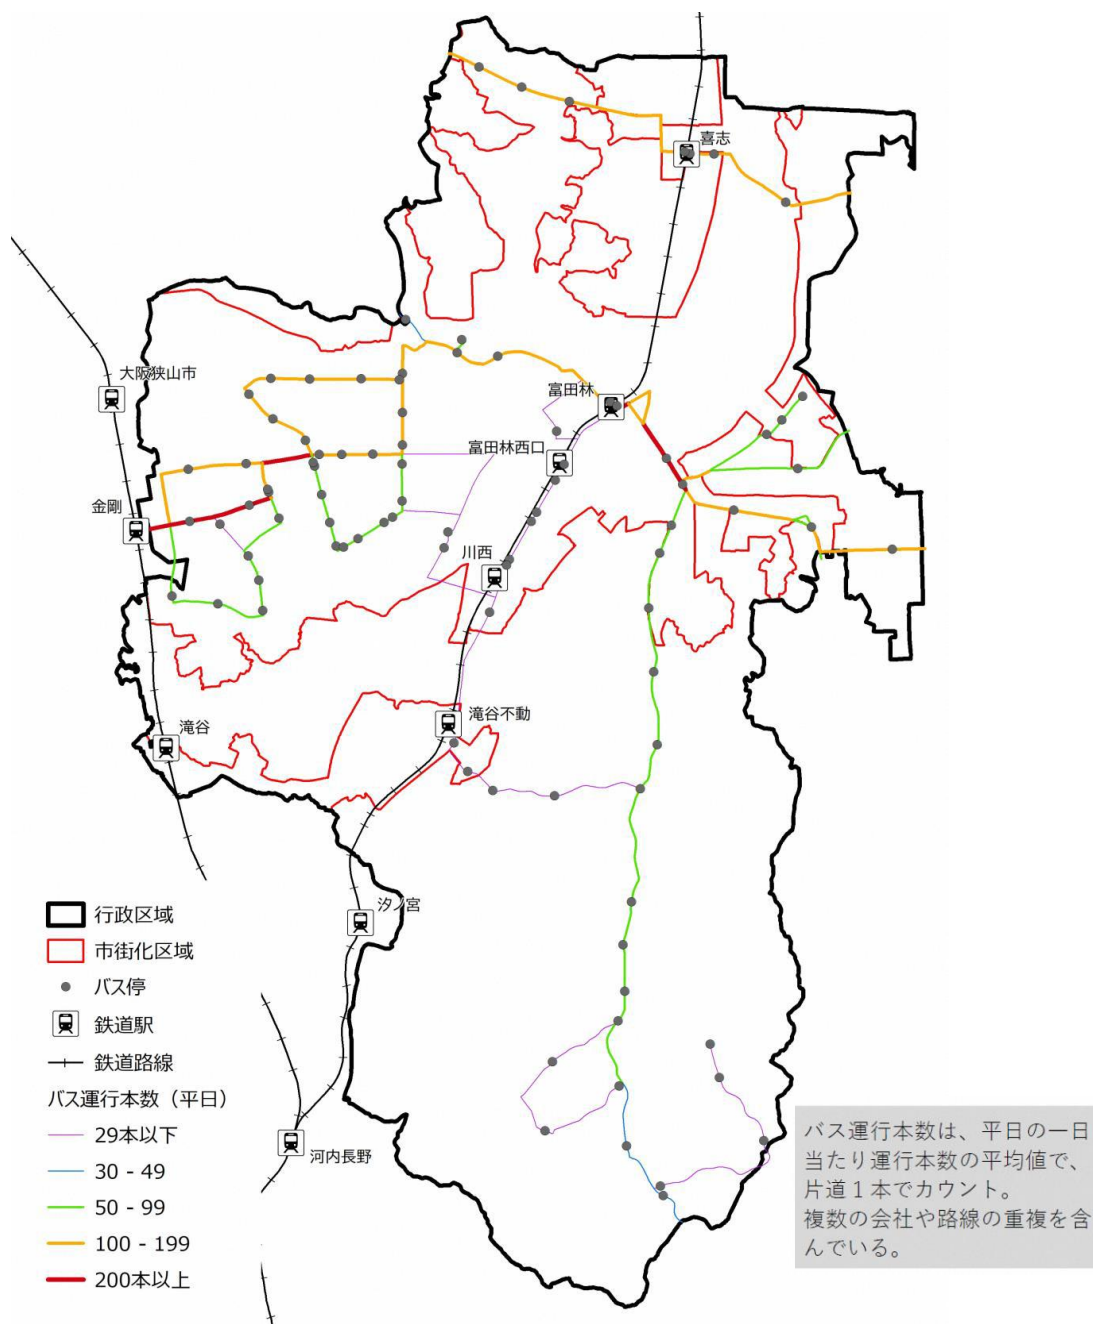 喜志
大阪狭山市
富田林
富田林西口
金剛
川西
滝谷不動
滝谷
汐ノ宮
行政区域
市街化区域
バス停
鉄道駅
鉄道路線
バス運行本数（平日）
29本以下
30 - 49
50 - 99
100 - 199
200本以上
河内長野
バス運行本数は、平日の一日
当たり運行本数の平均値で、
片道１本でカウント。
複数の会社や路線の重複を含
んでいる。